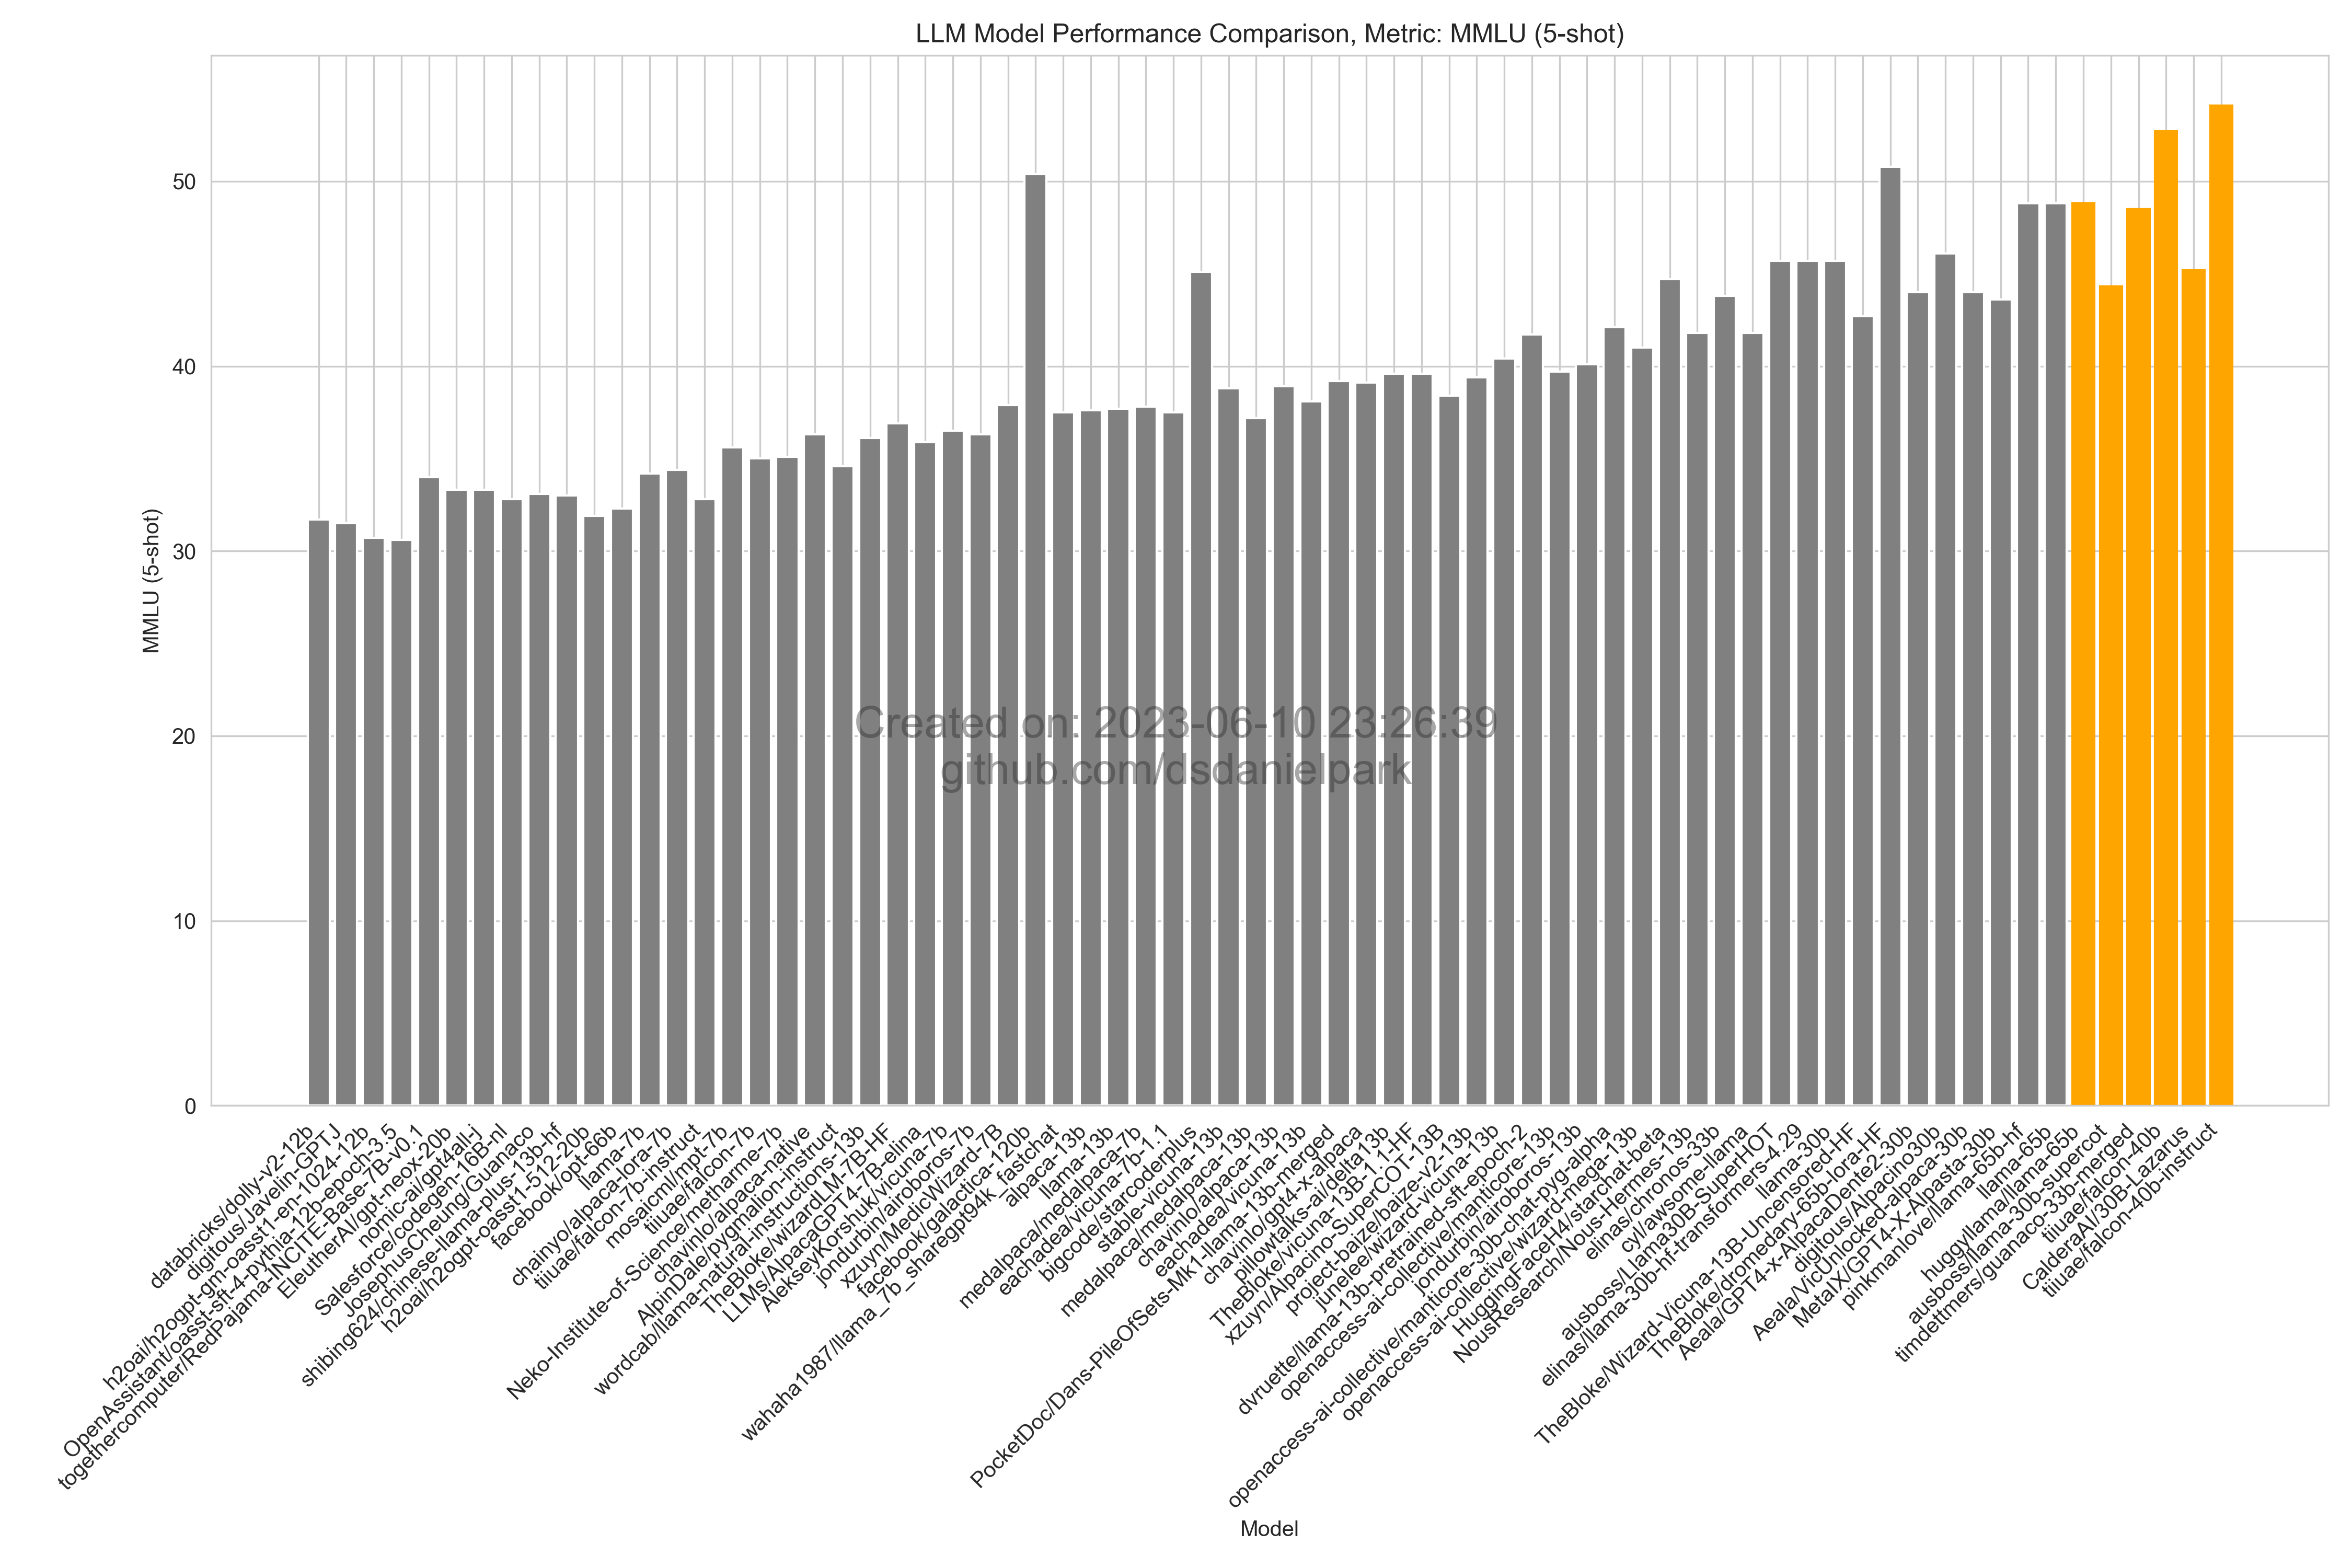 LLM Model Performance Comparison, Metric: MMLU (5-shot)
MMLU (5-shot)
50
40
30
20
10
0
Created on: 2023-06-10 23:26:39
github.com/dsdanielpark
databricks/dolly-v2-12b
digitous/Javelin-GPTJ
h2oai/h2ogpt-gm-oasst1-en-1024-12b
OpenAssistant/oasst-sft-4-pythia-12b-epoch-3.5
togethercomputer/RedPajama-INCITE-Base-7B-v0.1
EleutherAI/gpt-neox-20b
nomic-ai/gpt4all-j
Salesforce/codegen-16B-nl
JosephusCheung/Guanaco
shibing624/chinese-llama-plus-13b-hf
h2oai/h2ogpt-oasst1-512-20b
facebook/opt-66b
llama-7b
chainyo/alpaca-lora-7b
tiiuae/falcon-7b-instruct
mosaicml/mpt-7b
tiiuae/falcon-7b
Neko-Institute-of-Science/metharme-7b
chavinlo/alpaca-native
AlpinDale/pygmalion-instruct
wordcab/llama-natural-instructions-13b
TheBloke/wizardLM-7B-HF
LLMs/AlpacaGPT4-7B-elina
AlekseyKorshuk/vicuna-7b
jondurbin/airoboros-7b
xzuyn/MedicWizard-7B
facebook/galactica-120b
wahaha1987/llama_7b_sharegpt94k_fastchat
alpaca-13b
llama-13b
medalpaca/medalpaca-7b
eachadea/vicuna-7b-1.1
bigcode/starcoderplus
stable-vicuna-13b
medalpaca/medalpaca-13b
chavinlo/alpaca-13b
eachadea/vicuna-13b
PocketDoc/Dans-PileOfSets-Mk1-llama-13b-merged
chavinlo/gpt4-x-alpaca
pillowtalks-ai/delta13b
TheBloke/vicuna-13B-1.1-HF
xzuyn/Alpacino-SuperCOT-13B
project-baize/baize-v2-13b
junelee/wizard-vicuna-13b
dvruette/llama-13b-pretrained-sft-epoch-2
openaccess-ai-collective/manticore-13b
jondurbin/airoboros-13b
openaccess-ai-collective/manticore-30b-chat-pyg-alpha
openaccess-ai-collective/wizard-mega-13b
HuggingFaceH4/starchat-beta
NousResearch/Nous-Hermes-13b
elinas/chronos-33b
cyl/awsome-llama
ausboss/Llama30B-SuperHOT
elinas/llama-30b-hf-transformers-4.29
llama-30b
TheBloke/Wizard-Vicuna-13B-Uncensored-HF
TheBloke/dromedary-65b-lora-HF
Aeala/GPT4-x-AlpacaDente2-30b
digitous/Alpacino30b
Aeala/VicUnlocked-alpaca-30b
MetaIX/GPT4-X-Alpasta-30b
pinkmanlove/llama-65b-hf
llama-65b
huggyllama/llama-65b
ausboss/llama-30b-supercot
timdettmers/guanaco-33b-merged
tiiuae/falcon-40b
CalderaAI/30B-Lazarus
tiiuae/falcon-40b-instruct
Model